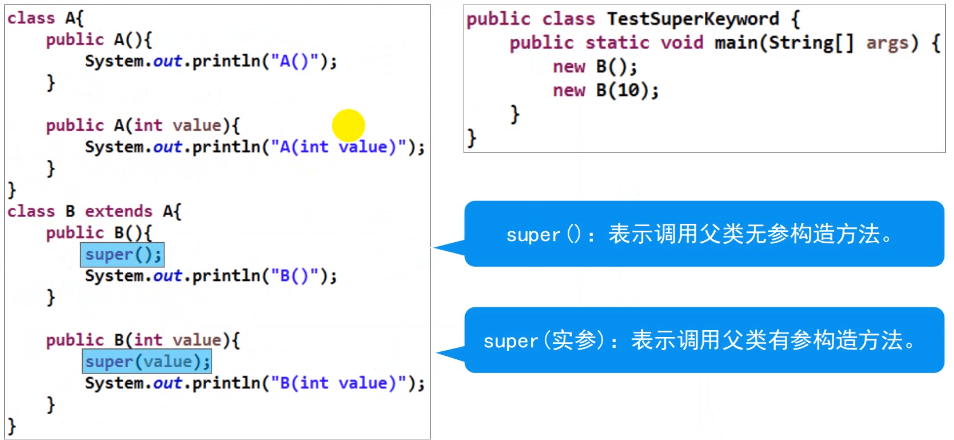 class A{
    public A(){
        System.out.println("A()");
    }

    public A(int value){
        System.out.println("A(int value)");
    }
}
class B extends A{
    public B(){
        super();
        System.out.println("B()");
    }

    public B(int value){
        super(value);
        System.out.println("B(int value)");
    }
}
public class TestSuperKeyword {
    public static void main(String[] args) {
        new B();
        new B(10);
    }
}
super()：表示调用父类无参构造方法。
super(实参)：表示调用父类有参构造方法。